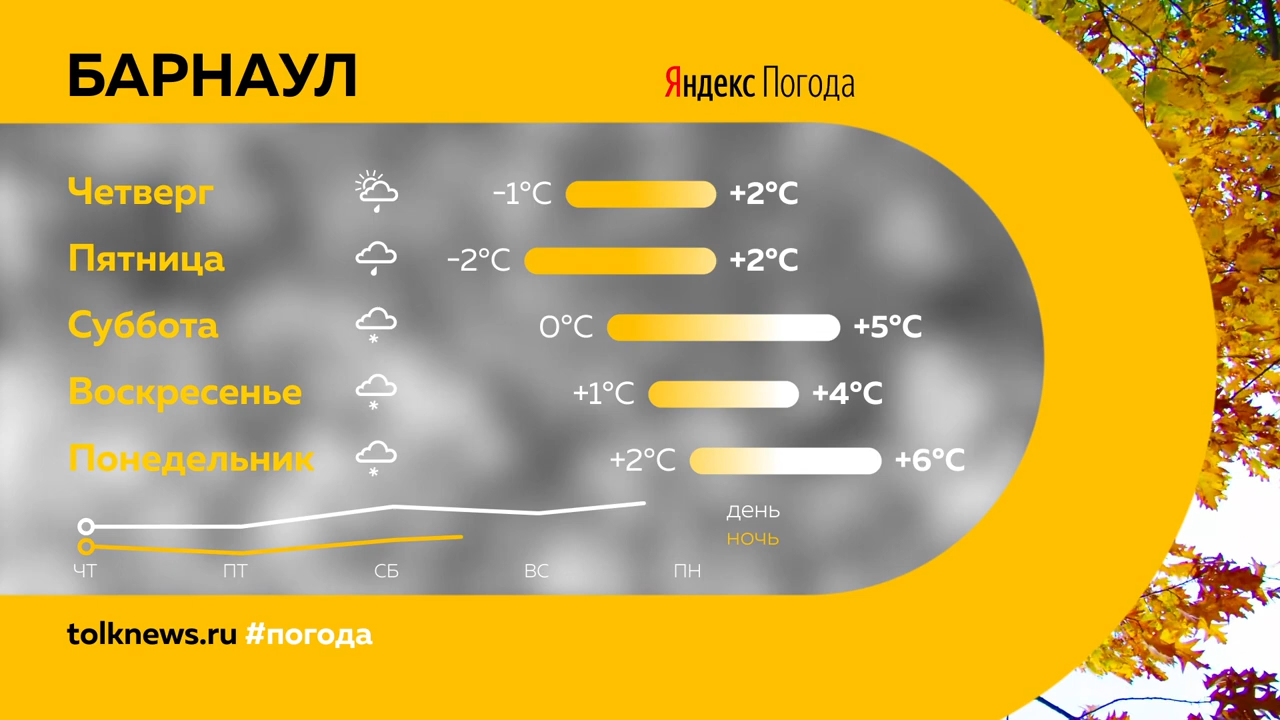 БАРНАУЛ
Яндекс Погода
Четверг -1°C +2°C
Пятница -2°C +2°C
Суббота 0°C +5°C
Воскресенье +1°C +4°C
Понедельник +2°C +6°C
день
ночь
ЧТ ПТ СБ ВС ПН
tolknews.ru #погода